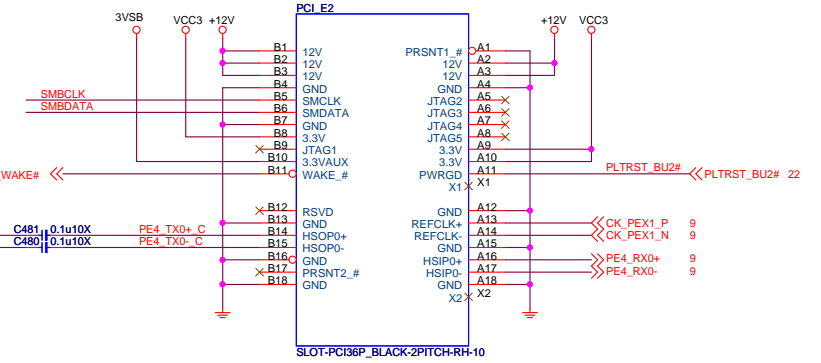 PCI_E2
3VSB VCC3 +12V +12V VCC3
B1 12V PRSNT1_# A1
B2 12V 12V A2
B3 12V 12V A3
B4 GND GND A4
SMBCLK B5 SMCLK JTAG2 A5
SMBDATA B6 SMDATA JTAG3 A6
B7 GND JTAG4 A7
B8 3.3V JTAG5 A8
B9 JTAG1 3.3V A9
B10 3.3VAUX 3.3V A10
_WAKE# B11 WAKE_# PWRGD A11 PLTRST_BU2# PLTRST_BU2# 22
X1 X1
B12 RSVD GND A12
B13 GND REFCLK+ A13 CK_PEX1_P 9
C481 0.1u10X PE4_TX0+_C B14 HSOP0+ REFCLK- A14 CK_PEX1_N 9
C480 0.1u10X PE4_TX0-_C B15 HSOP0- GND A15
B16 GND HSIP0+ A16 PE4_RX0+ 9
B17 PRSNT2_# HSIP0- A17 PE4_RX0- 9
B18 GND GND A18
X2 X2
SLOT-PCI36P_BLACK-2PITCH-RH-10